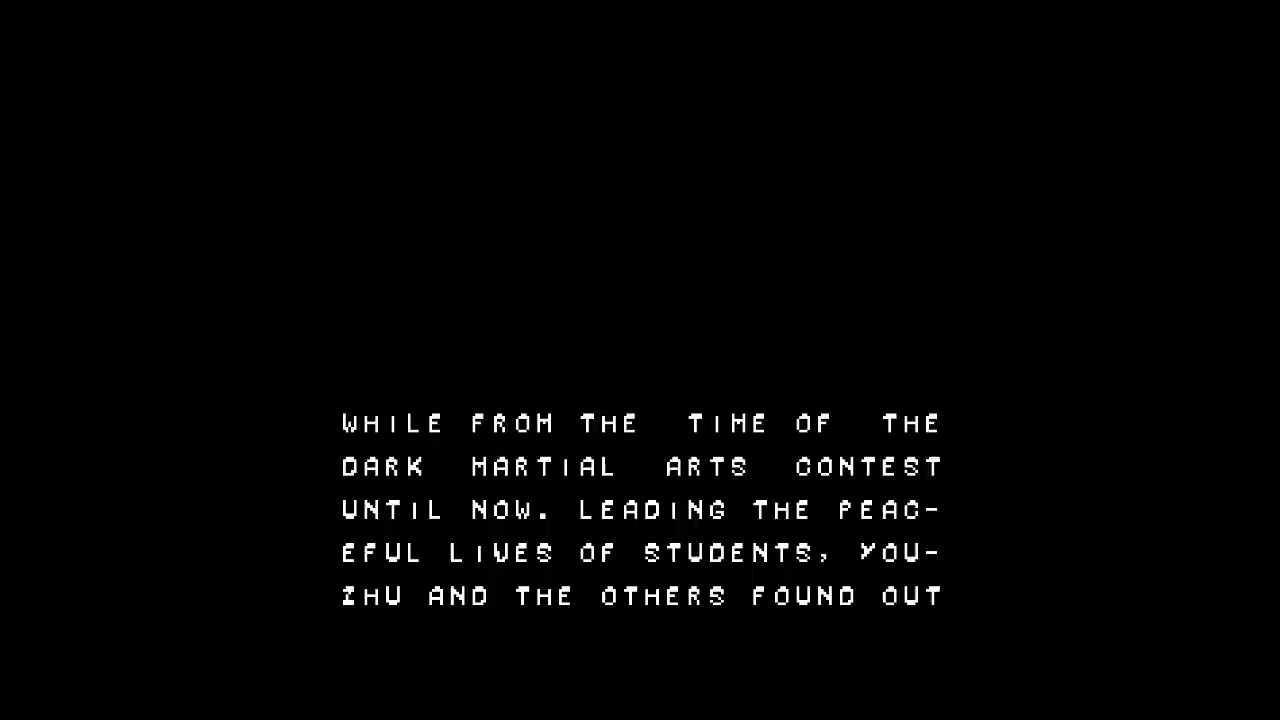 WHILE FROM THE TIME OF THE
DARK MARTIAL ARTS CONTEST
UNTIL NOW. LEADING THE PEAC-
EFUL LIVES OF STUDENTS, YOU-
ZHU AND THE OTHERS FOUND OUT